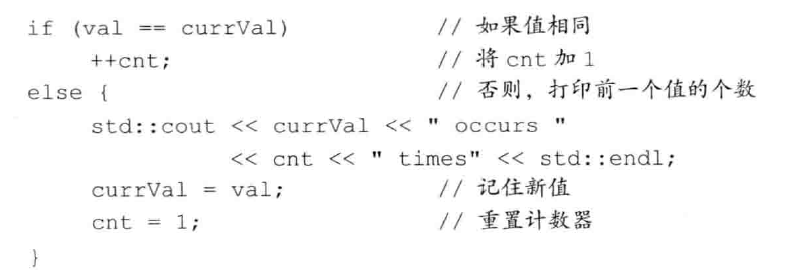 if (val == currVal) // 如果值相同
++cnt; // 将 cnt 加 1
else { // 否则，打印前一个值的个数
std::cout << currVal << " occurs "
<< cnt << " times" << std::endl;
currVal = val; // 记住新值
cnt = 1; // 重置计数器
}